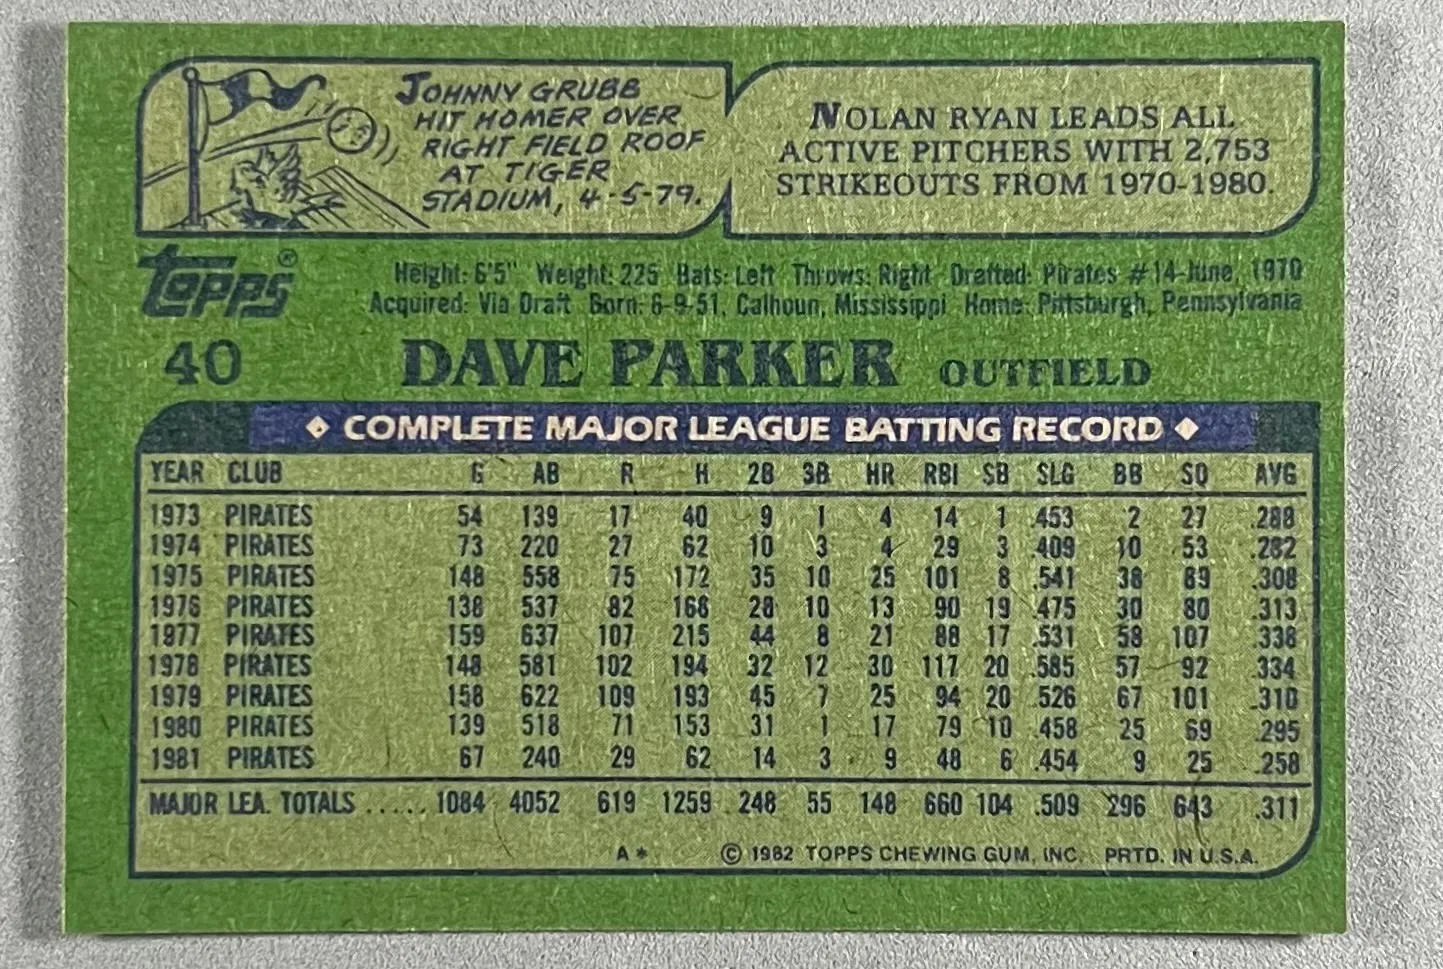 JOHNNY GRUBB
HIT HOMER OVER
RIGHT FIELD ROOF
AT TIGER
STADIUM, 4-5-79.
NOLAN RYAN LEADS ALL
ACTIVE PITCHERS WITH 2,753
STRIKEOUTS FROM 1970-1980.
Topps®
Height: 6'5" Weight: 225 Bats: Left Throws: Right Drafted: Pirates #14-June, 1970
Acquired: Via Draft Born: 6-9-51, Calhoun, Mississippi Home: Pittsburgh, Pennsylvania
40 DAVE PARKER OUTFIELD
◆ COMPLETE MAJOR LEAGUE BATTING RECORD ◆
YEAR CLUB G AB R H 2B 3B HR RBI SB SLG BB SO AVG
1973 PIRATES 54 139 17 40 9 1 4 14 1 .453 2 27 .288
1974 PIRATES 73 220 27 62 10 3 4 29 3 .409 10 53 .282
1975 PIRATES 148 558 75 172 35 10 25 101 8 .541 38 89 .308
1976 PIRATES 138 537 82 168 28 10 13 90 19 .475 30 80 .313
1977 PIRATES 159 637 107 215 44 8 21 88 17 .531 58 107 .338
1978 PIRATES 148 581 102 194 32 12 30 117 20 .585 57 92 .334
1979 PIRATES 158 622 109 193 45 7 25 94 20 .526 67 101 .310
1980 PIRATES 139 518 71 153 31 1 17 79 10 .458 25 69 .295
1981 PIRATES 67 240 29 62 14 3 9 48 6 .454 9 25 .258
MAJOR LEA. TOTALS ..... 1084 4052 619 1259 248 55 148 660 104 .509 296 643 .311
A* © 1982 TOPPS CHEWING GUM, INC. PRTD. IN U.S.A.